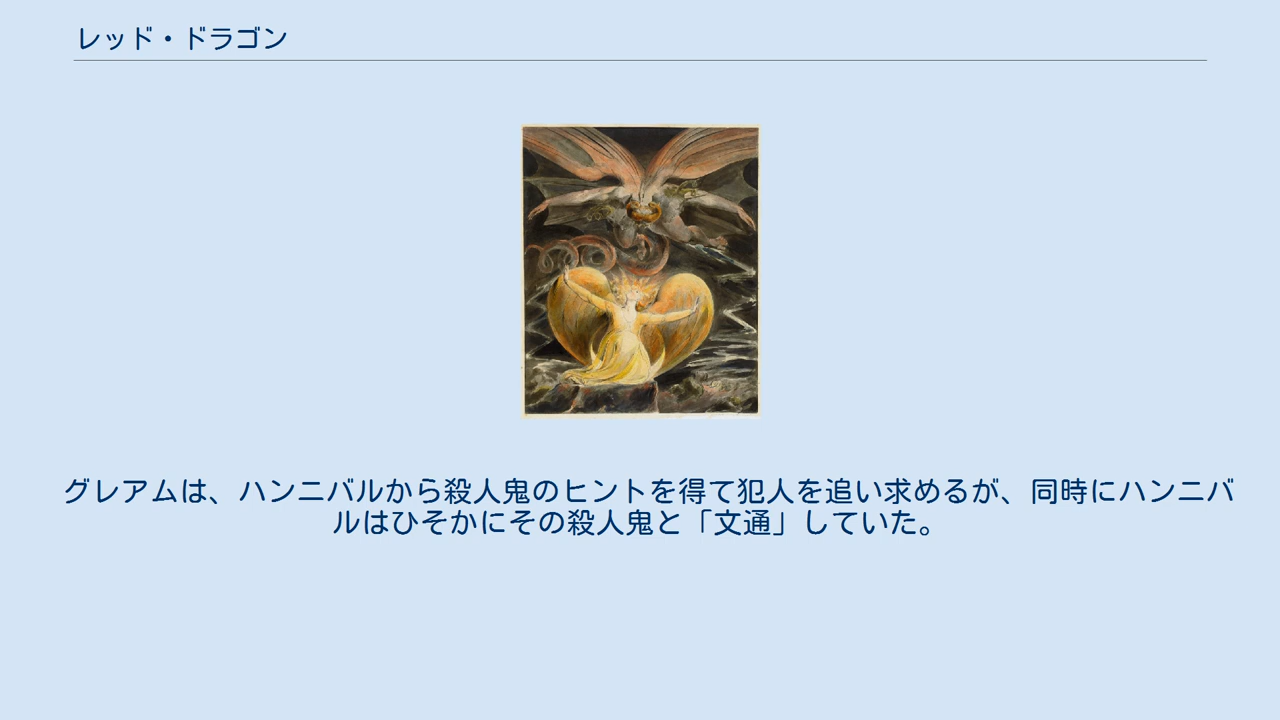 レッド・ドラゴン
グレアムは、ハンニバルから殺人鬼のヒントを得て犯人を追い求めるが、同時にハンニバ
ルはひそかにその殺人鬼と「文通」していた。